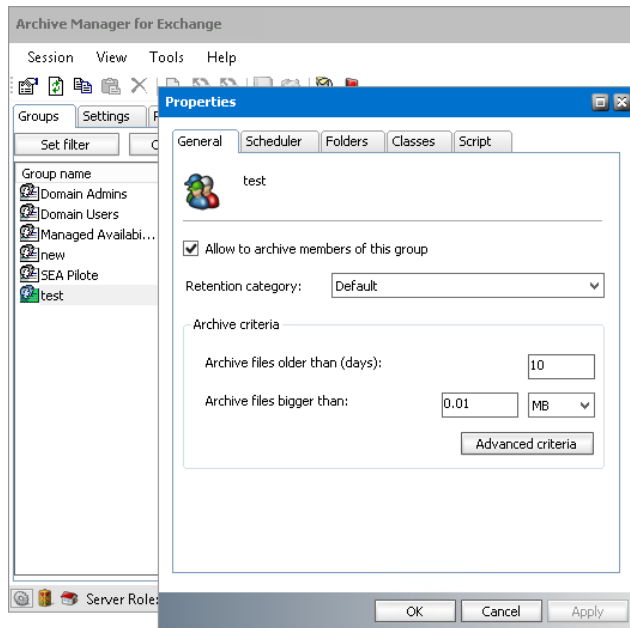 Archive Manager for Exchange
Session View Tools Help
Groups Settings
Set filter
Group name
Domain Admins
Domain Users
Managed Availabi...
new
SEA Pilote
test
Server Role:
Properties
General Scheduler Folders Classes Script
test
Allow to archive members of this group
Retention category: Default
Archive criteria
Archive files older than (days): 10
Archive files bigger than: 0.01 MB
Advanced criteria
OK Cancel Apply